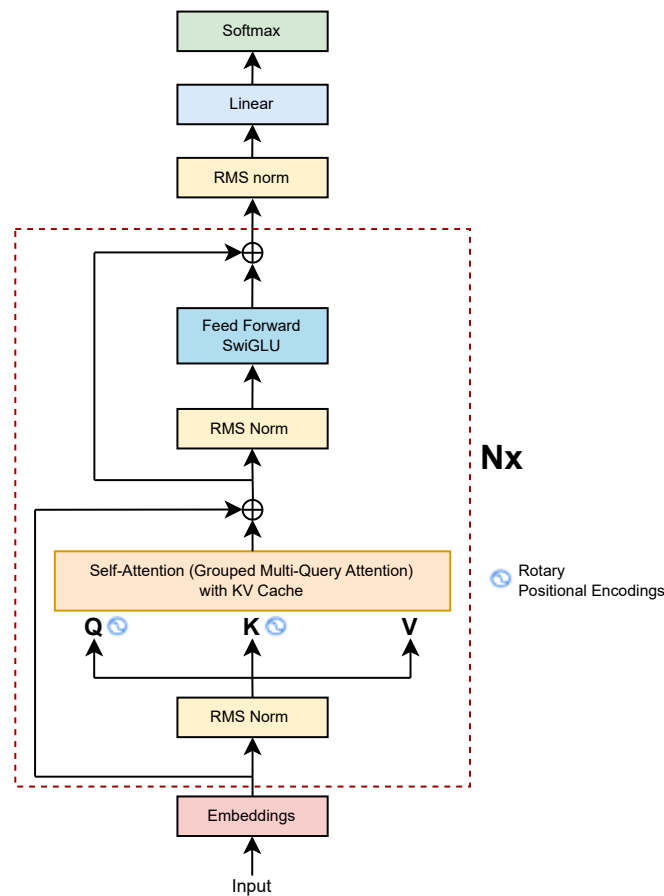 Softmax
Linear
RMS norm
Feed Forward
SwiGLU
RMS Norm
Nx
Self-Attention (Grouped Multi-Query Attention)
with KV Cache
Rotary
Positional Encodings
Q
K
V
RMS Norm
Embeddings
Input